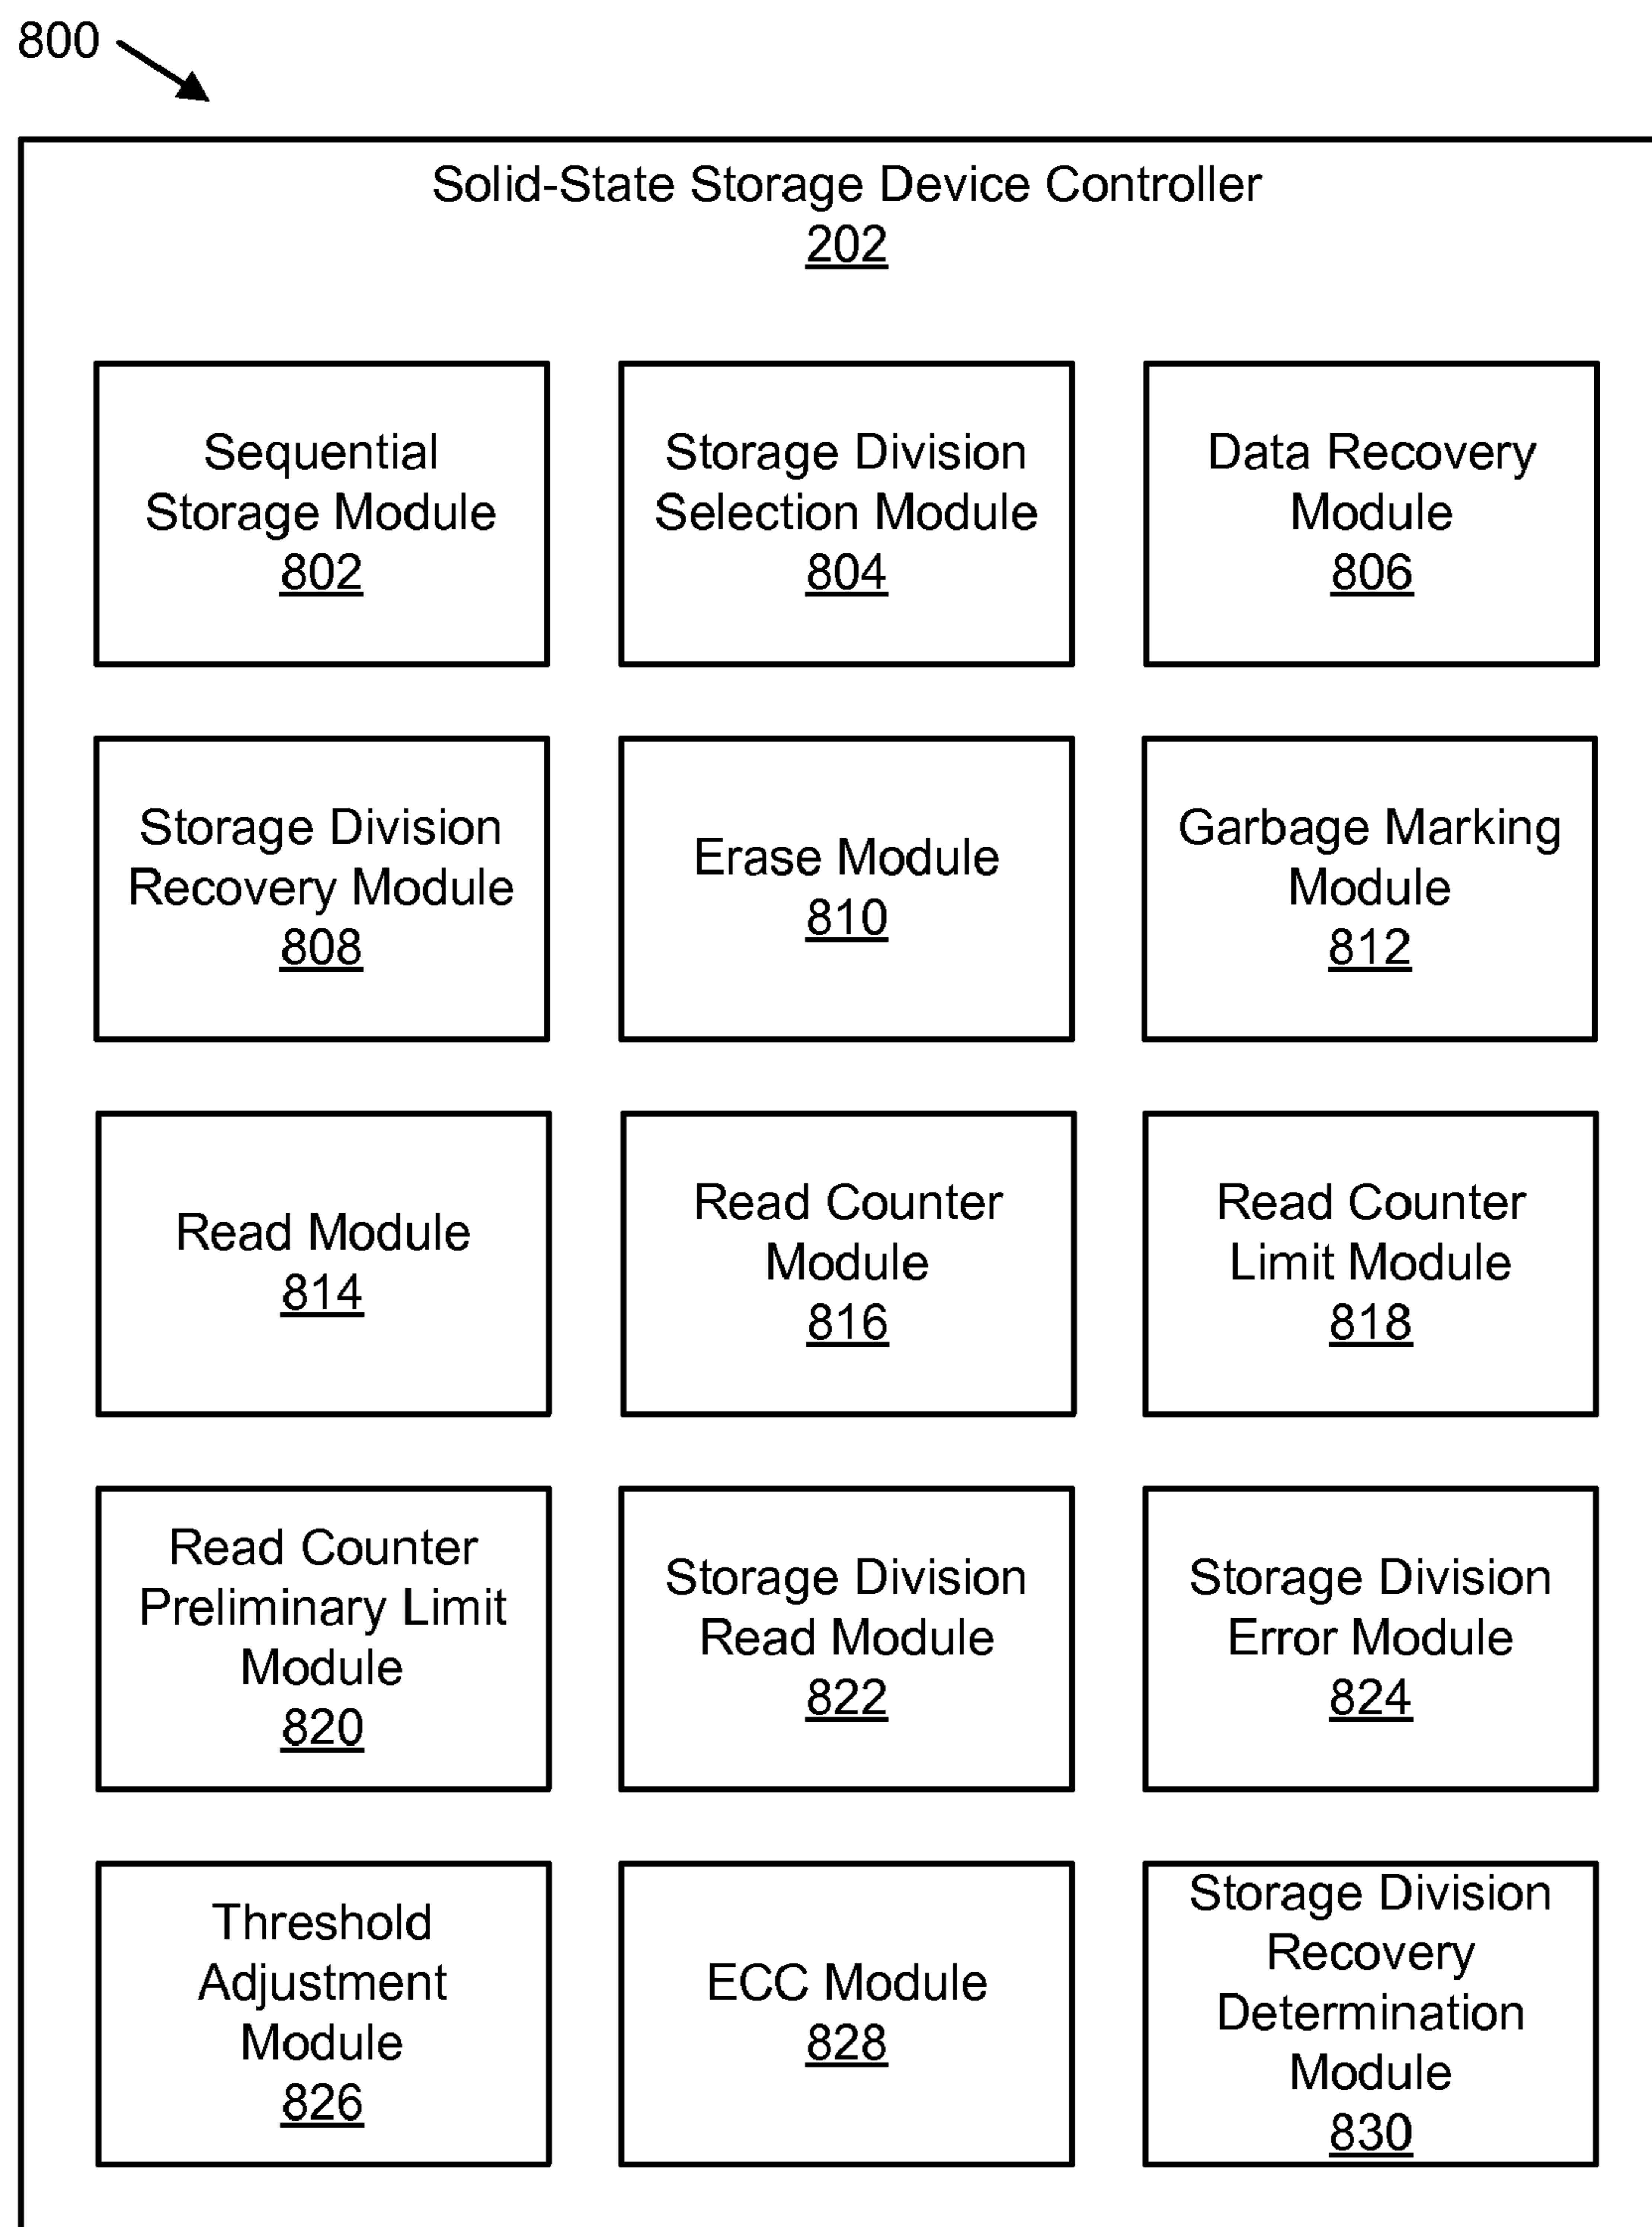 800
Solid-State Storage Device Controller
202
Sequential
Storage Module
802
Storage Division
Selection Module
804
Data Recovery
Module
806
Storage Division
Recovery Module
808
Erase Module
810
Garbage Marking
Module
812
Read Module
814
Read Counter
Module
816
Read Counter
Limit Module
818
Read Counter
Preliminary Limit
Module
820
Storage Division
Read Module
822
Storage Division
Error Module
824
Threshold
Adjustment
Module
826
ECC Module
828
Storage Division
Recovery
Determination
Module
830